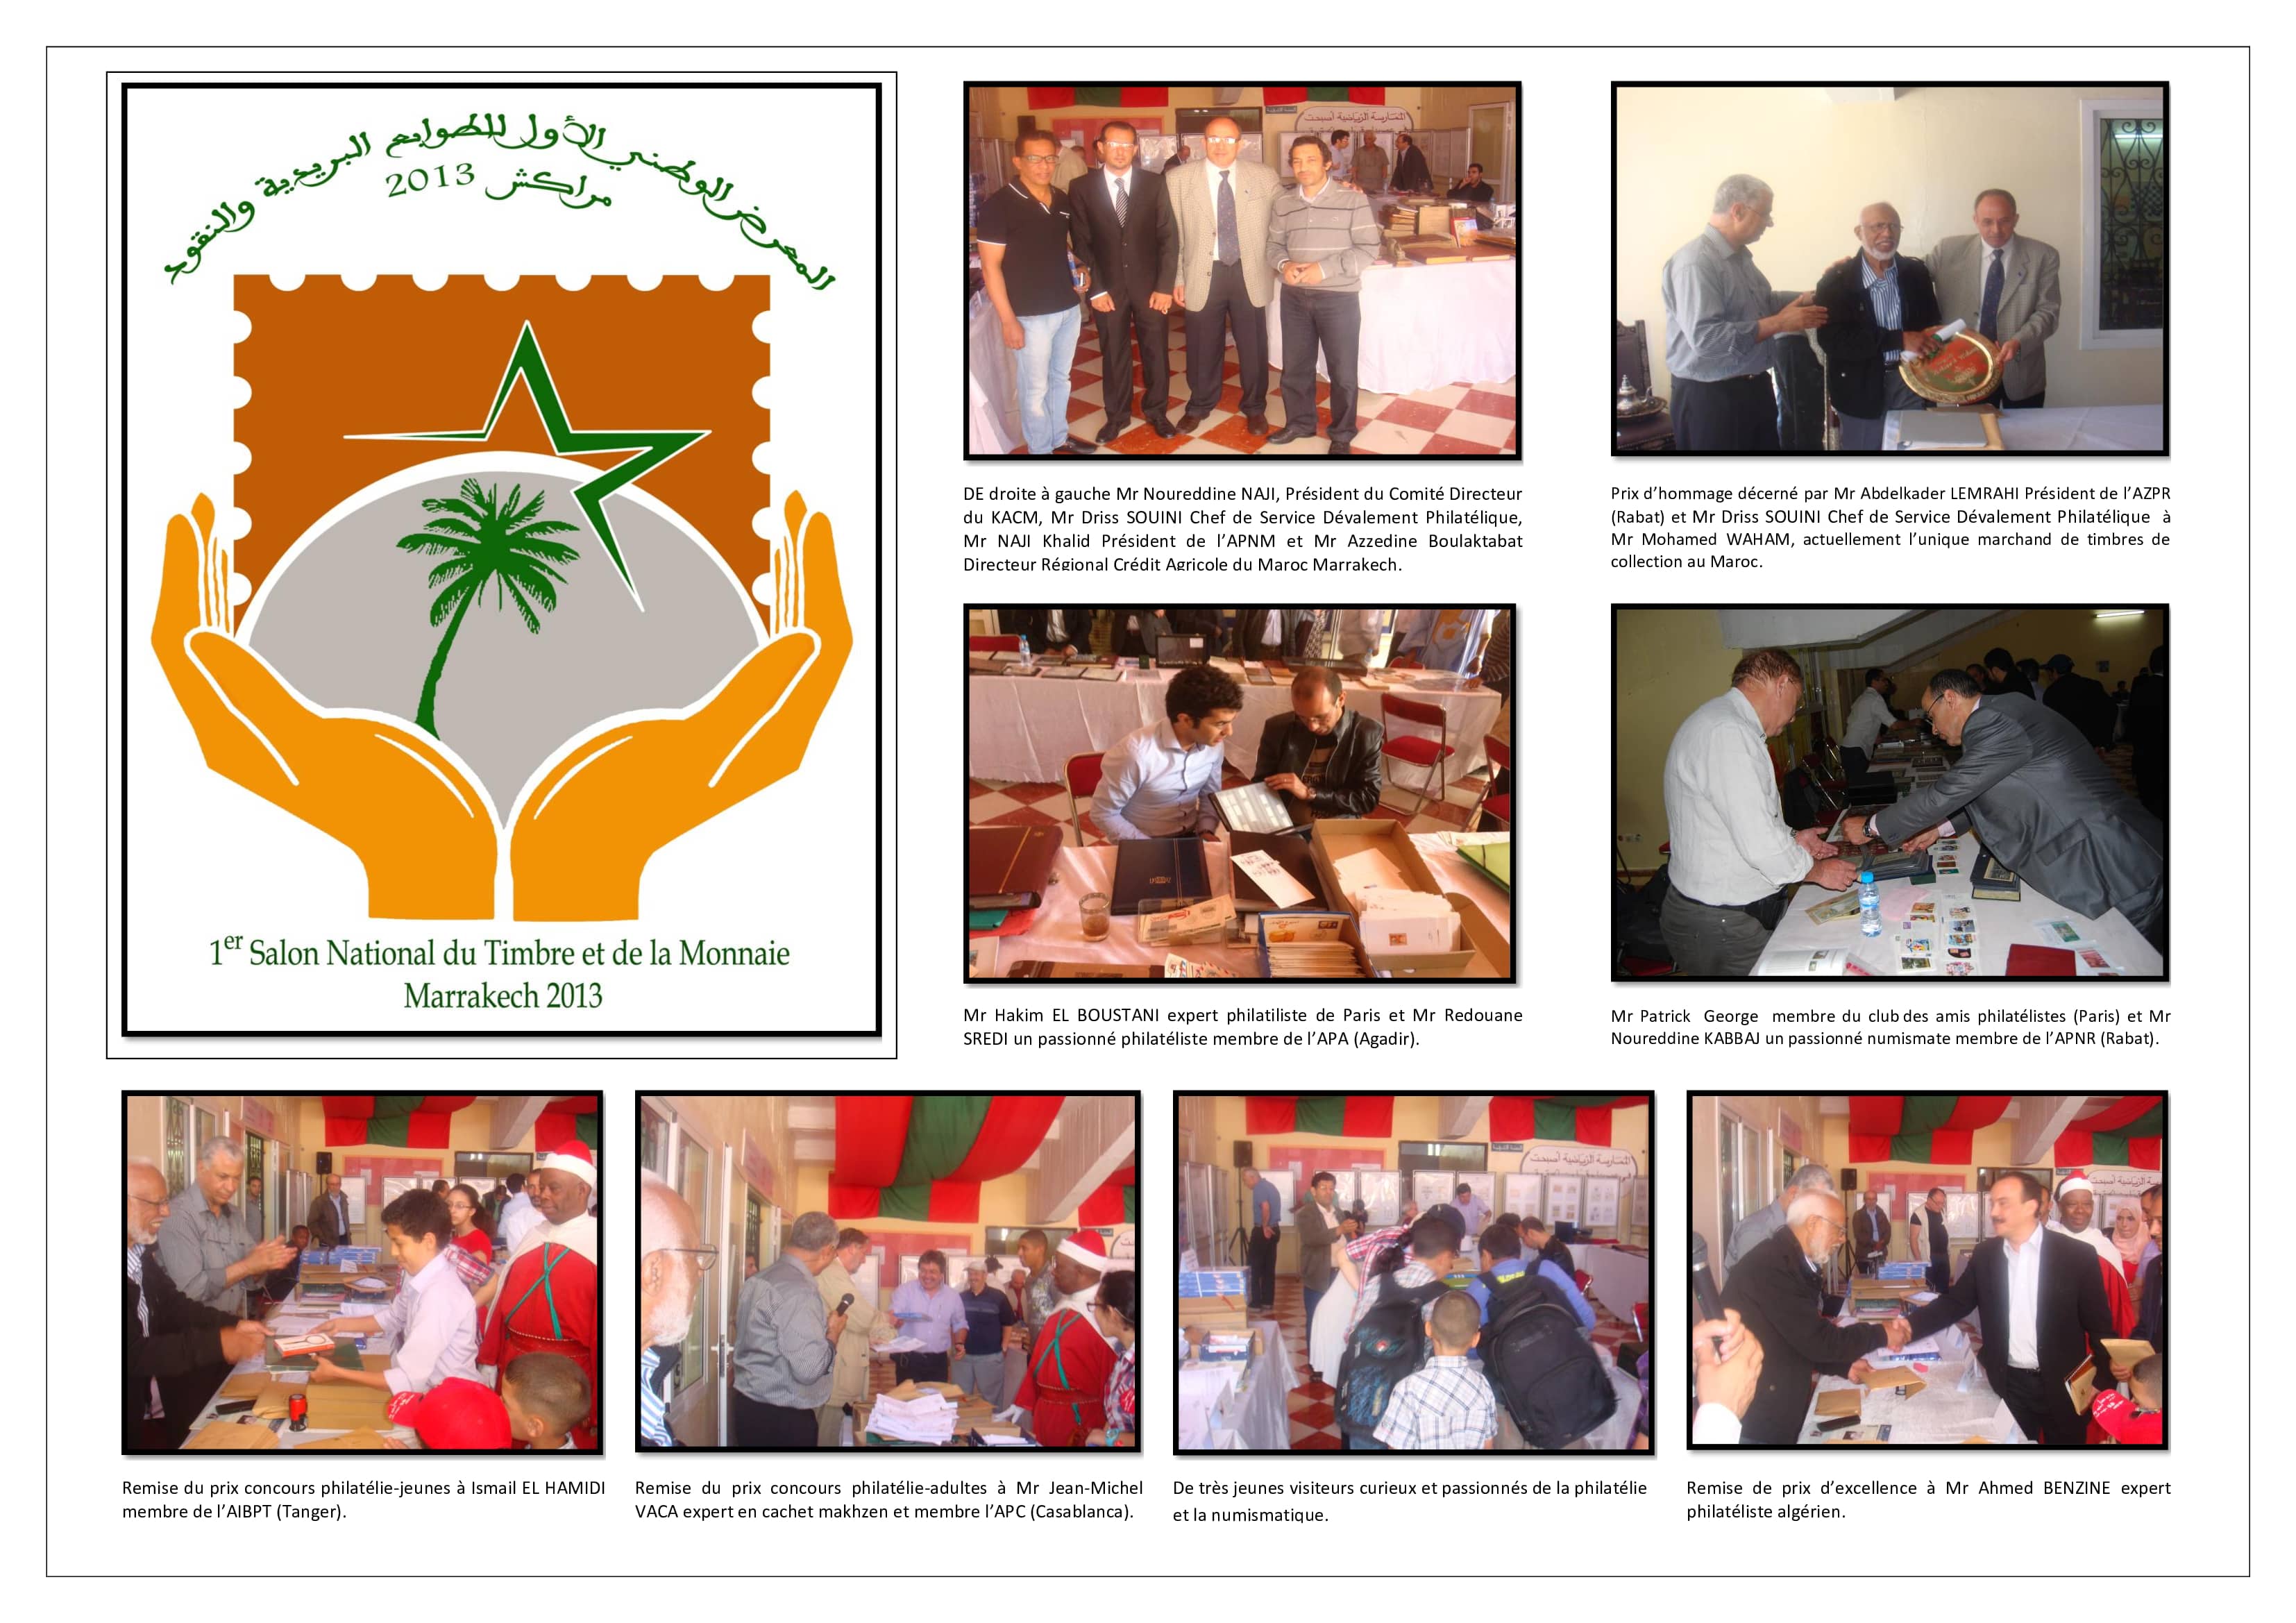 المعرض الوطني الأول للطوابع البريدية والنقود
مراكش 2013
1er Salon National du Timbre et de la Monnaie
Marrakech 2013
DE droite à gauche Mr Noureddine NAJI, Président du Comité Directeur
du KACM, Mr Driss SOUINI Chef de Service Dévalement Philatélique,
Mr NAJI Khalid Président de l’APNM et Mr Azzedine Boulaktabat
Directeur Régional Crédit Agricole du Maroc Marrakech.
Prix d’hommage décerné par Mr Abdelkader LEMRAHI Président de l’AZPR
(Rabat) et Mr Driss SOUINI Chef de Service Dévalement Philatélique à
Mr Mohamed WAHAM, actuellement l’unique marchand de timbres de
collection au Maroc.
Mr Hakim EL BOUSTANI expert philatiliste de Paris et Mr Redouane
SREDI un passionné philatéliste membre de l’APA (Agadir).
Mr Patrick George membre du club des amis philatélistes (Paris) et Mr
Noureddine KABBAJ un passionné numismate membre de l’APNR (Rabat).
Remise du prix concours philatélie-jeunes à Ismail EL HAMIDI
membre de l’AIBPT (Tanger).
Remise du prix concours philatélie-adultes à Mr Jean-Michel
VACA expert en cachet makhzen et membre l’APC (Casablanca).
الممارسة الرياضية أصبحت
De très jeunes visiteurs curieux et passionnés de la philatélie
et la numismatique.
Remise de prix d’excellence à Mr Ahmed BENZINE expert
philatéliste algérien.